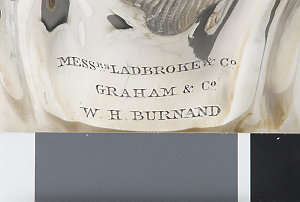 MESSRS LADBROKE & Co
GRAHAM & Co
W. H. BURNAND